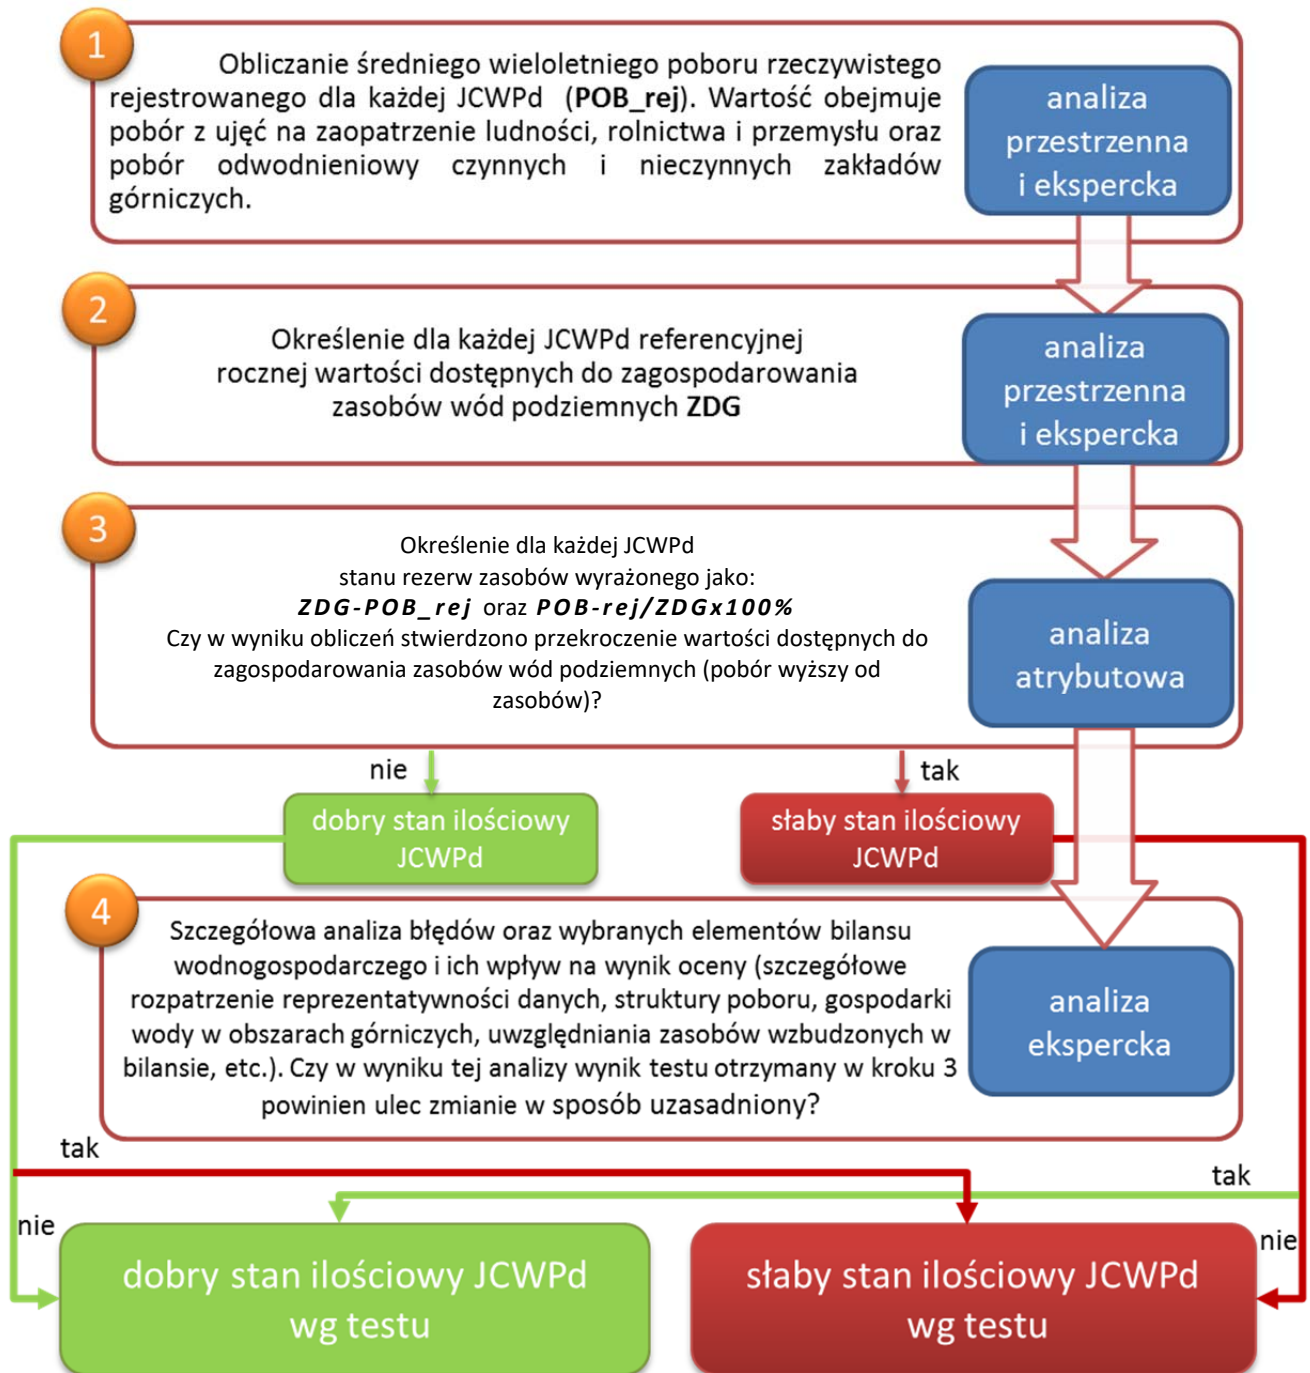 1
Obliczanie średniego wieloletniego poboru rzeczywistego
rejestrowanego dla każdej JCWPd (POB_rej). Wartość obejmuje
pobór z ujęć na zaopatrzenie ludności, rolnictwa i przemysłu oraz
pobór odwodnieniowy czynnych i nieczynnych zakładów
górniczych.
analiza
przestrzenna
i ekspercka
2
Określenie dla każdej JCWPd referencyjnej
rocznej wartości dostępnych do zagospodarowania
zasobów wód podziemnych ZDG
analiza
przestrzenna
i ekspercka
3
Określenie dla każdej JCWPd
stanu rezerw zasobów wyrażonego jako:
ZDG-POB_rej oraz POB-rej/ZDGx100%
Czy w wyniku obliczeń stwierdzono przekroczenie wartości dostępnych do
zagospodarowania zasobów wód podziemnych (pobór wyższy od
zasobów)?
analiza
atrybutowa
nie
tak
dobry stan ilościowy
JCWPd
słaby stan ilościowy
JCWPd
4
Szczegółowa analiza błędów oraz wybranych elementów bilansu
wodnogospodarczego i ich wpływ na wynik oceny (szczegółowe
rozpatrzenie reprezentatywności danych, struktury poboru, gospodarki
wody w obszarach górniczych, uwzględniania zasobów wzbudzonych w
bilansie, etc.). Czy w wyniku tej analizy wynik testu otrzymany w kroku 3
powinien ulec zmianie w sposób uzasadniony?
analiza
ekspercka
tak
tak
nie
nie
dobry stan ilościowy JCWPd
wg testu
słaby stan ilościowy JCWPd
wg testu